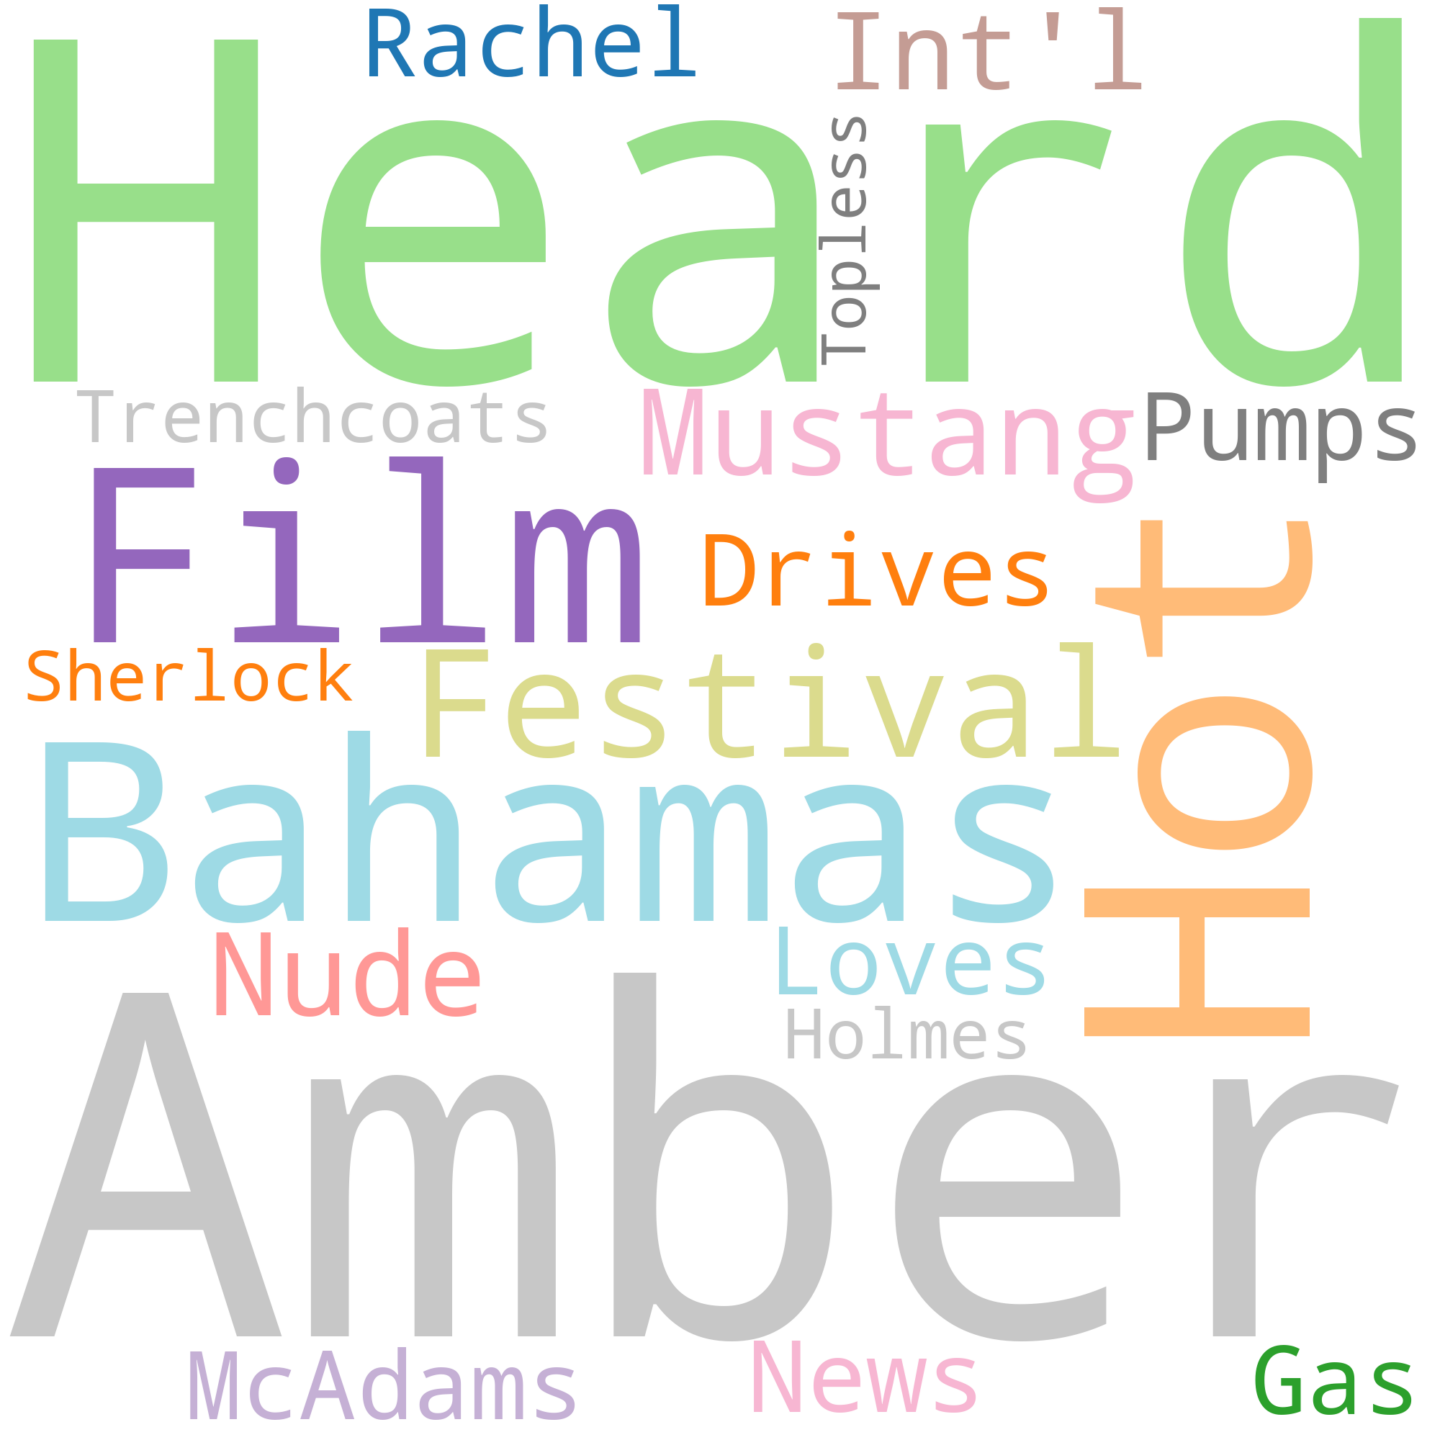 Rachel
Int'l
Heard
Topless
Trenchcoats
Mustang
Pumps
Film
Drives
Hot
Sherlock
Festival
Bahamas
Nude
Loves
Holmes
Amber
McAdams
News
Gas